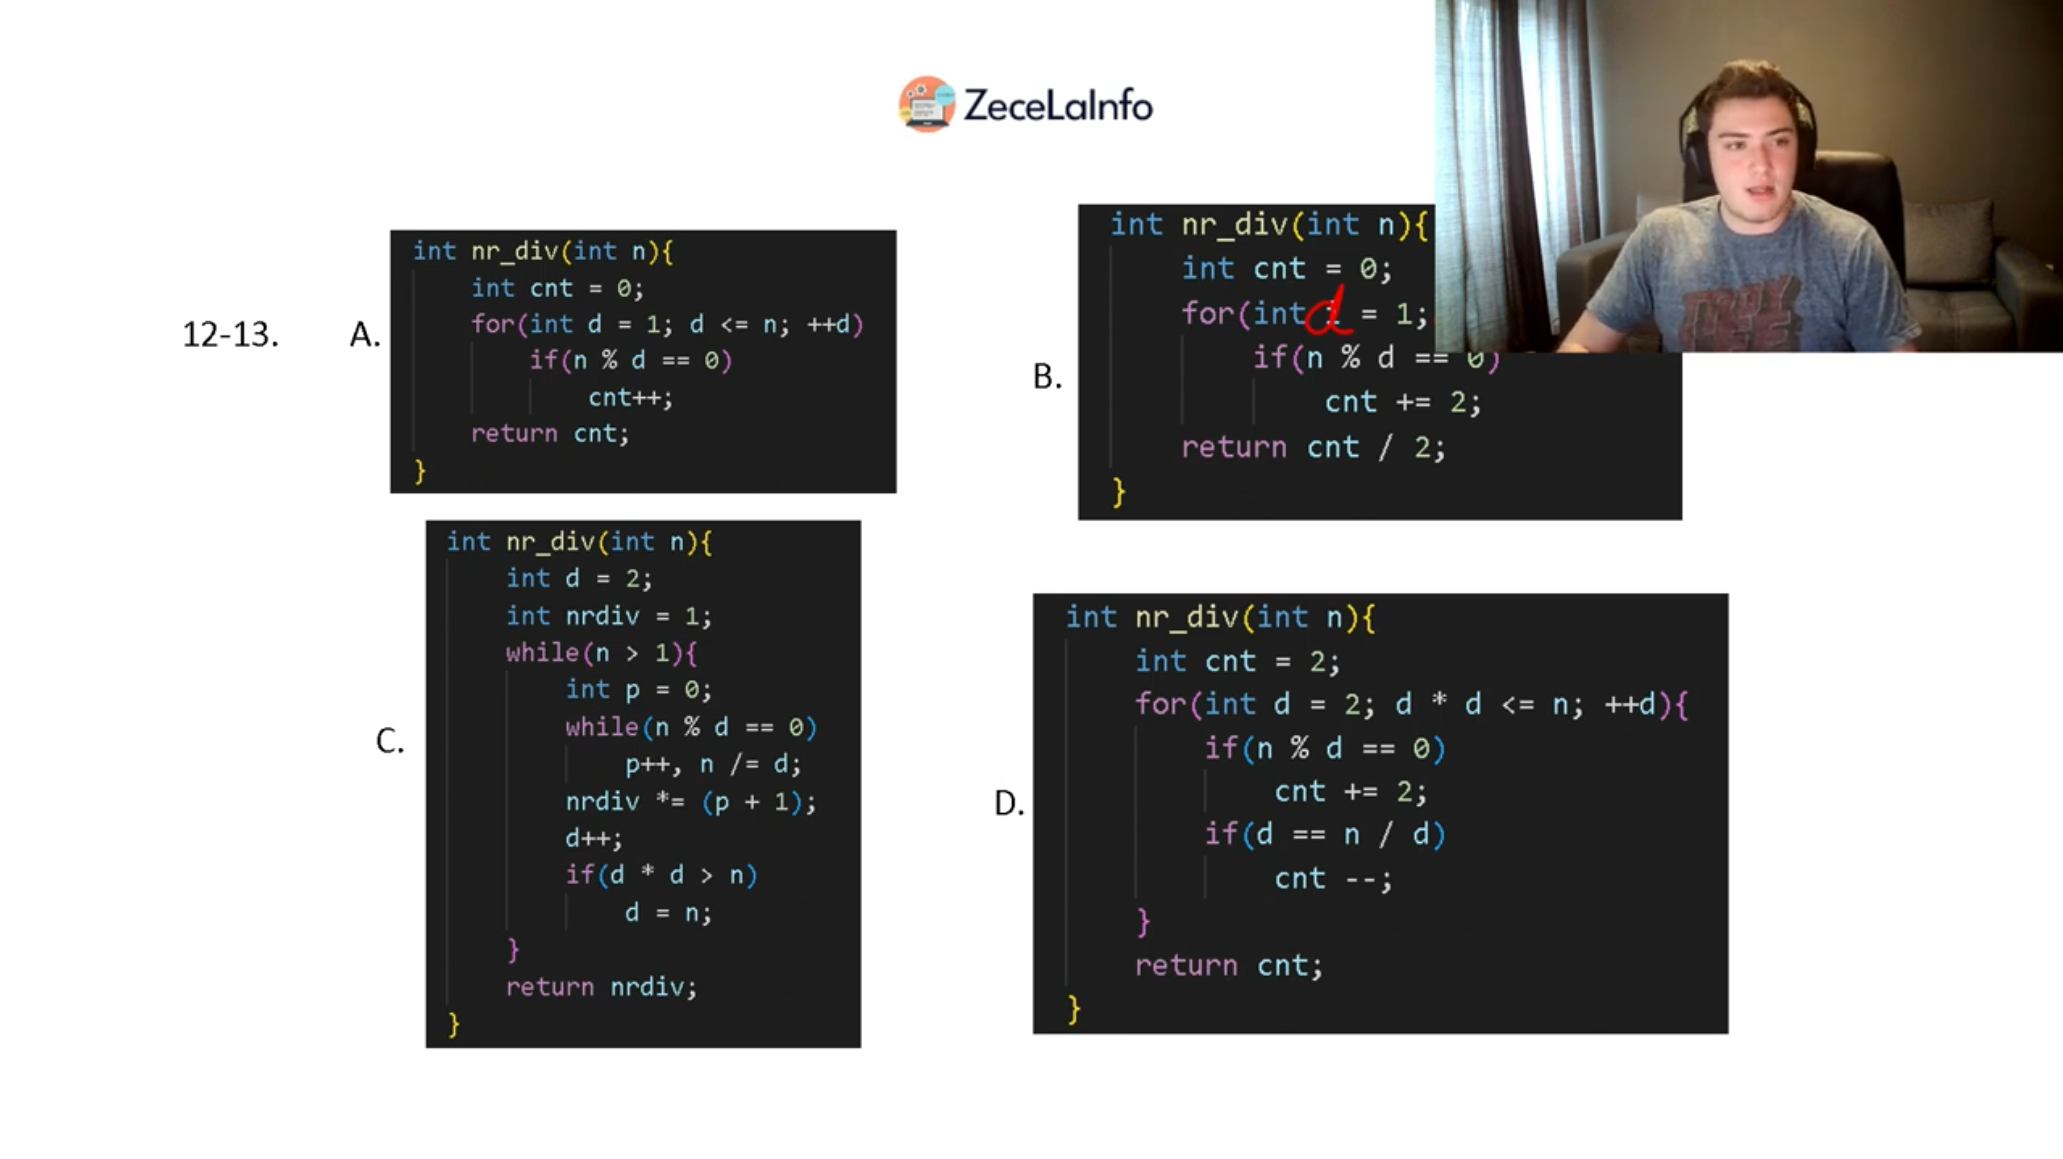 ZeceLaInfo
12-13.
A.
int nr_div(int n){
int cnt = 0;
for(int d = 1; d <= n; ++d)
if(n % d == 0)
cnt++;
return cnt;
}
B.
int nr_div(int n){
int cnt = 0;
for(int d = 1;
if(n % d == 0)
cnt += 2;
return cnt / 2;
}
C.
int nr_div(int n){
int d = 2;
int nrdiv = 1;
while(n > 1){
int p = 0;
while(n % d == 0)
p++, n /= d;
nrdiv *= (p + 1);
d++;
if(d * d > n)
d = n;
}
return nrdiv;
}
D.
int nr_div(int n){
int cnt = 2;
for(int d = 2; d * d <= n; ++d){
if(n % d == 0)
cnt += 2;
if(d == n / d)
cnt --;
}
return cnt;
}